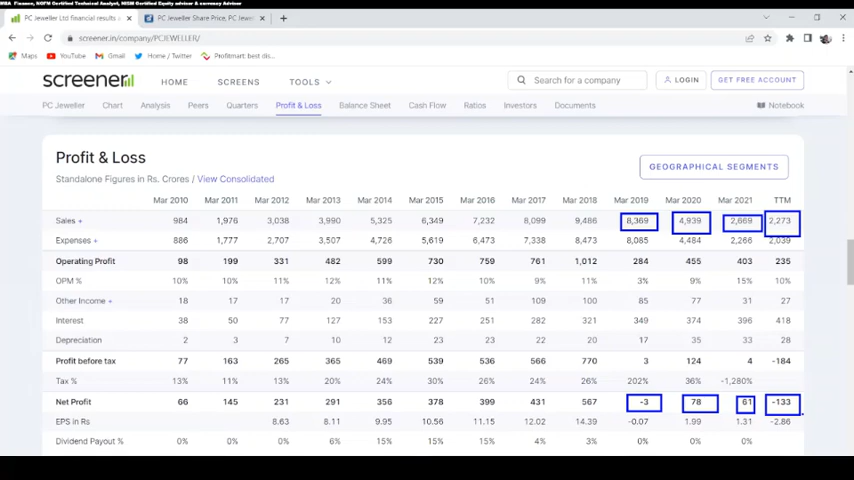 MBA Finance, NCFM Certified Technical Analyst, NISM Certified Equity advisor & currency Advisor
PC Jeweller Ltd financial results
PC Jeweller Share Price, PC Jewe
screener.in/company/PCJEWELLER/
Maps YouTube Gmail Home / Twitter Profitmart: best dis...
screener HOME SCREENS TOOLS Search for a company LOGIN GET FREE ACCOUNT
PC Jeweller Chart Analysis Peers Quarters Profit & Loss Balance Sheet Cash Flow Ratios Investors Documents Notebook
Profit & Loss
GEOGRAPHICAL SEGMENTS
Standalone Figures in Rs. Crores / View Consolidated
Mar 2010 Mar 2011 Mar 2012 Mar 2013 Mar 2014 Mar 2015 Mar 2016 Mar 2017 Mar 2018 Mar 2019 Mar 2020 Mar 2021 TTM
Sales + 984 1,976 3,038 3,990 5,325 6,349 7,232 8,099 9,486 8,369 4,939 2,669 2,273
Expenses + 886 1,777 2,707 3,507 4,726 5,619 6,473 7,338 8,473 8,085 4,484 2,266 2,039
Operating Profit 98 199 331 482 599 730 759 761 1,012 284 455 403 235
OPM % 10% 10% 11% 12% 11% 12% 10% 9% 11% 3% 9% 15% 10%
Other Income + 18 17 17 20 36 59 51 109 100 85 77 31 27
Interest 38 50 77 127 153 227 251 282 321 349 374 396 418
Depreciation 2 3 7 10 12 23 23 22 20 17 35 33 28
Profit before tax 77 163 265 365 469 539 536 566 770 3 124 4 -184
Tax % 13% 11% 13% 20% 24% 30% 26% 24% 26% 202% 36% -1,280%
Net Profit 66 145 231 291 356 378 399 431 567 -3 78 61 -133
EPS in Rs 8.63 8.11 9.95 10.56 11.15 12.02 14.39 -0.07 1.99 1.31 -2.86
Dividend Payout % 0% 0% 0% 6% 15% 15% 15% 4% 3% 0% 0% 0%